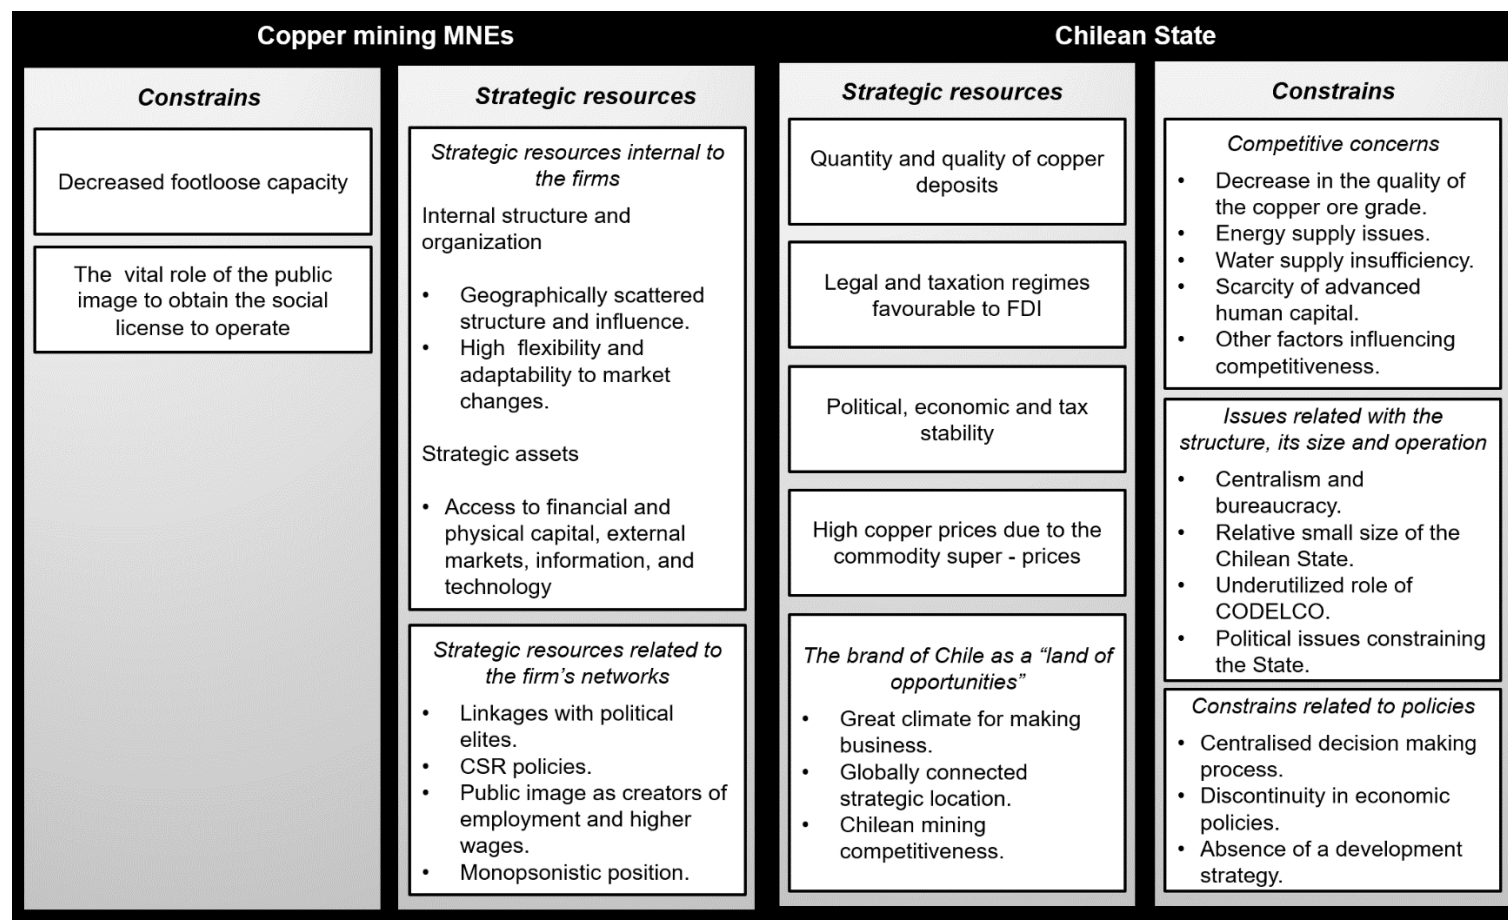 Copper mining MNEs
Constrains
Decreased footloose capacity
The vital role of the public
image to obtain the social
license to operate
Strategic resources
Strategic resources internal to
the firms
Internal structure and
organization
• Geographically scattered
structure and influence.
• High flexibility and
adaptability to market
changes.
Strategic assets
• Access to financial and
physical capital, external
markets, information, and
technology
Strategic resources related to
the firm's networks
• Linkages with political
elites.
• CSR policies.
• Public image as creators of
employment and higher
wages.
• Monopsonistic position.
Chilean State
Strategic resources
Quantity and quality of copper
deposits
Legal and taxation regimes
favourable to FDI
Political, economic and tax
stability
High copper prices due to the
commodity super - prices
The brand of Chile as a “land of
opportunities”
• Great climate for making
business.
• Globally connected
strategic location.
• Chilean mining
competitiveness.
Constrains
Competitive concerns
• Decrease in the quality of
the copper ore grade.
• Energy supply issues.
• Water supply insufficiency.
• Scarcity of advanced
human capital.
• Other factors influencing
competitiveness.
Issues related with the
structure, its size and operation
• Centralism and
bureaucracy.
• Relative small size of the
Chilean State.
• Underutilized role of
CODELCO.
• Political issues constraining
the State.
Constrains related to policies
• Centralised decision making
process.
• Discontinuity in economic
policies.
• Absence of a development
strategy.